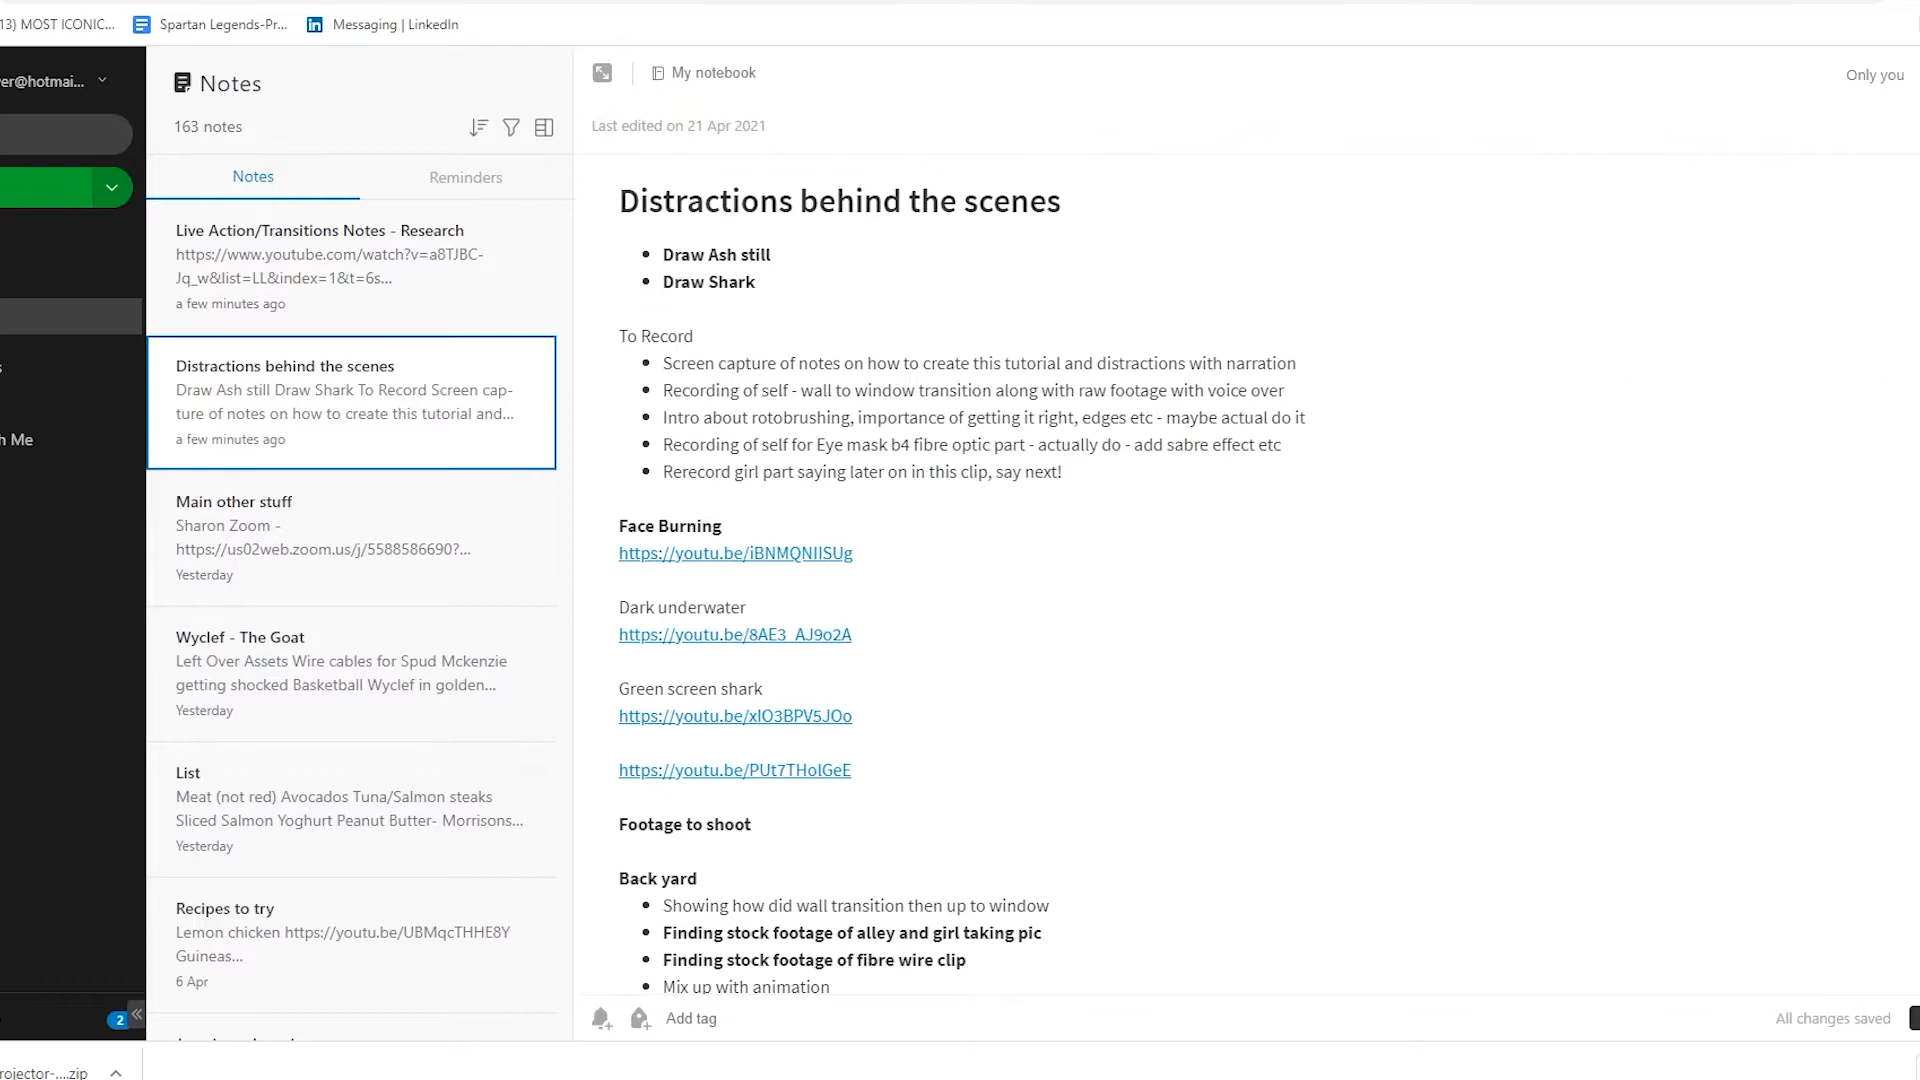 13) MOST ICONIC...
Spartan Legends-Pr...
Messaging | LinkedIn
ver@hotmai...
h Me
2
rojector-....zip
Notes
163 notes
Notes
Reminders
Live Action/Transitions Notes - Research
https://www.youtube.com/watch?v=a8TJBC-
Jq_w&list=LL&index=1&t=6s...
a few minutes ago
Distractions behind the scenes
Draw Ash still Draw Shark To Record Screen cap-
ture of notes on how to create this tutorial and...
a few minutes ago
Main other stuff
Sharon Zoom -
https://us02web.zoom.us/j/5588586690?...
Yesterday
Wyclef - The Goat
Left Over Assets Wire cables for Spud Mckenzie
getting shocked Basketball Wyclef in golden...
Yesterday
List
Meat (not red) Avocados Tuna/Salmon steaks
Sliced Salmon Yoghurt Peanut Butter- Morrisons...
Yesterday
Recipes to try
Lemon chicken https://youtu.be/UBMqcTHHE8Y
Guineas...
6 Apr
My notebook
Only you
Last edited on 21 Apr 2021
Distractions behind the scenes
• Draw Ash still
• Draw Shark
To Record
• Screen capture of notes on how to create this tutorial and distractions with narration
• Recording of self - wall to window transition along with raw footage with voice over
• Intro about rotobrushing, importance of getting it right, edges etc - maybe actual do it
• Recording of self for Eye mask b4 fibre optic part - actually do - add sabre effect etc
• Rerecord girl part saying later on in this clip, say next!
Face Burning
https://youtu.be/iBNMQNIISUg
Dark underwater
https://youtu.be/8AE3_AJ9o2A
Green screen shark
https://youtu.be/xIO3BPV5JOo
https://youtu.be/PUt7THolGeE
Footage to shoot
Back yard
• Showing how did wall transition then up to window
• Finding stock footage of alley and girl taking pic
• Finding stock footage of fibre wire clip
• Mix up with animation
Add tag
All changes saved